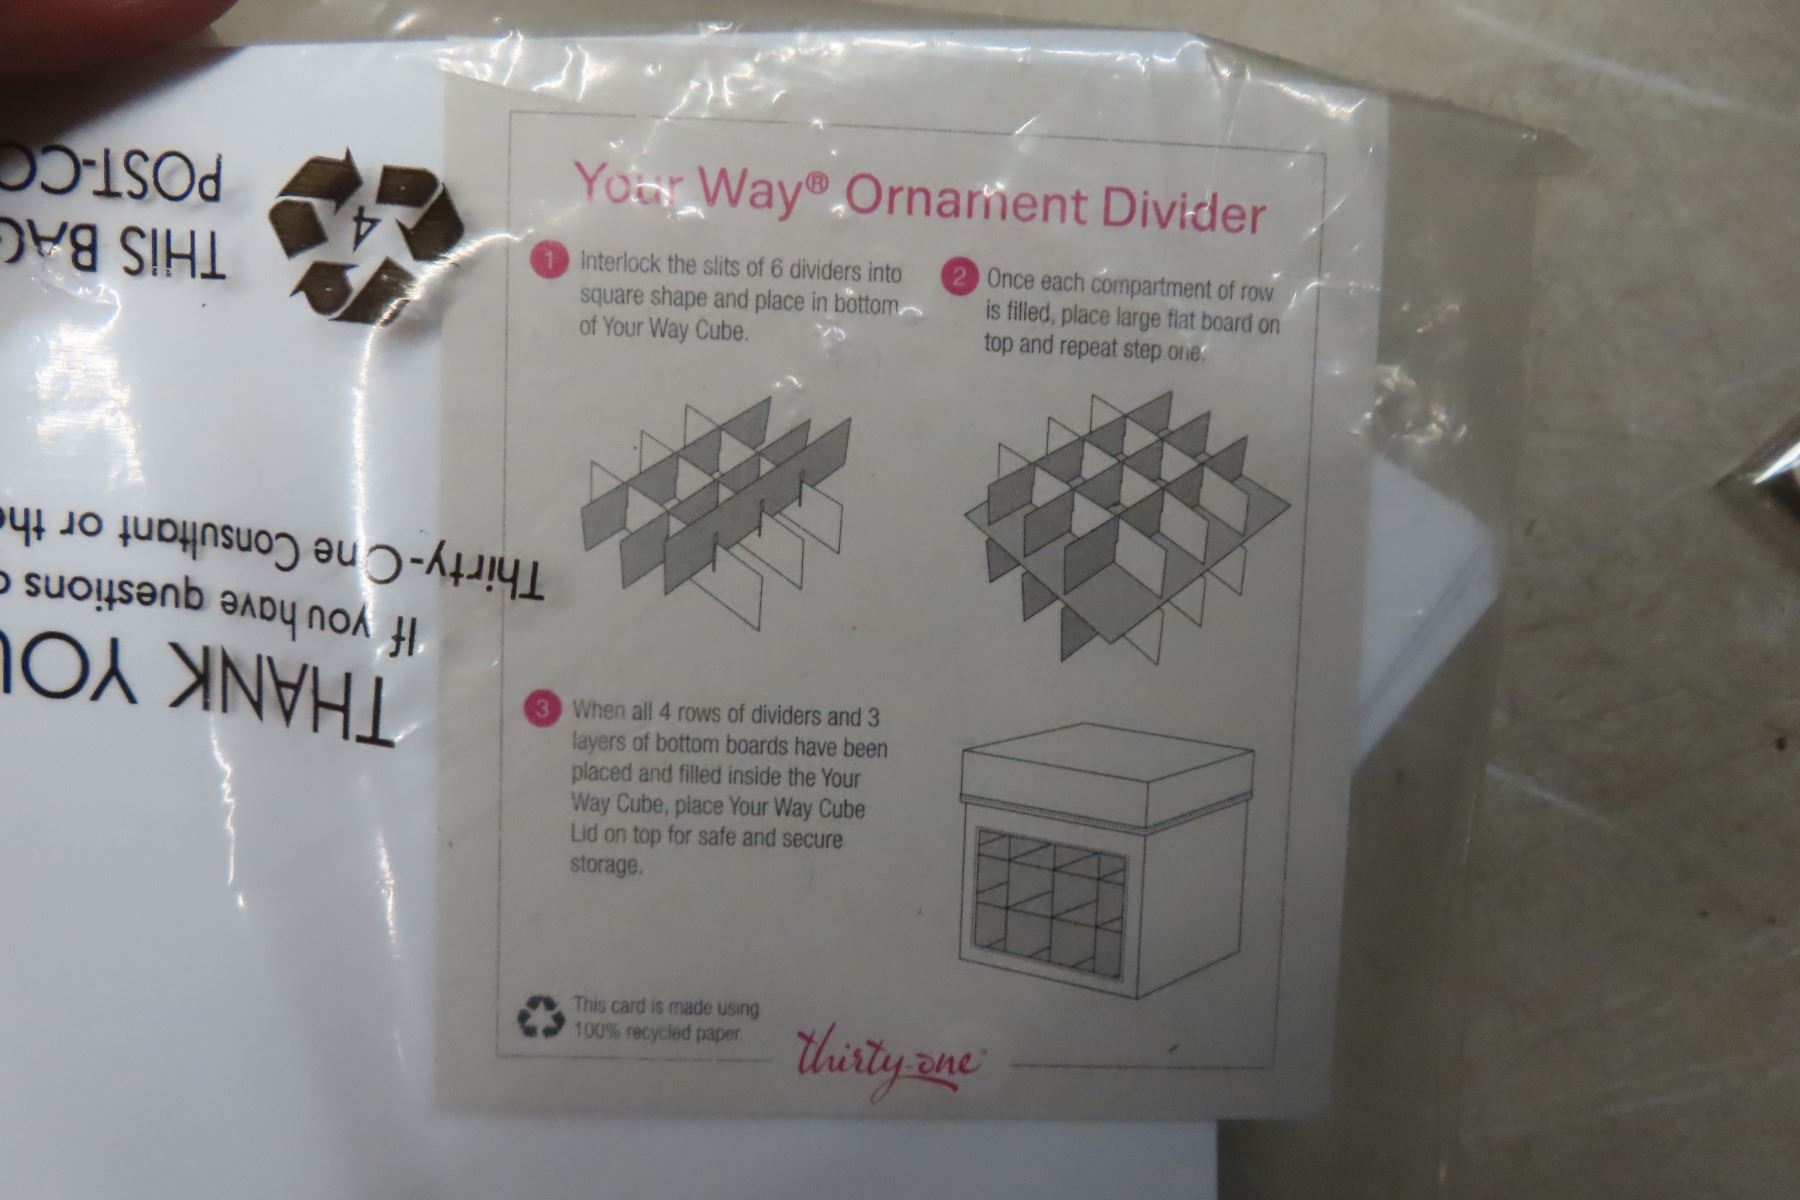 Your Way® Ornament Divider
1 Interlock the slits of 6 dividers into
square shape and place in bottom
of Your Way Cube.
2 Once each compartment of row
is filled, place large flat board on
top and repeat step one.
3 When all 4 rows of dividers and 3
layers of bottom boards have been
placed and filled inside the Your
Way Cube, place Your Way Cube
Lid on top for safe and secure
storage.
This card is made using
100% recycled paper.
thirty-one
THANK YOU
If you have questions
Thirty-One Consultant or the
THIS BAG
POST-CO
4